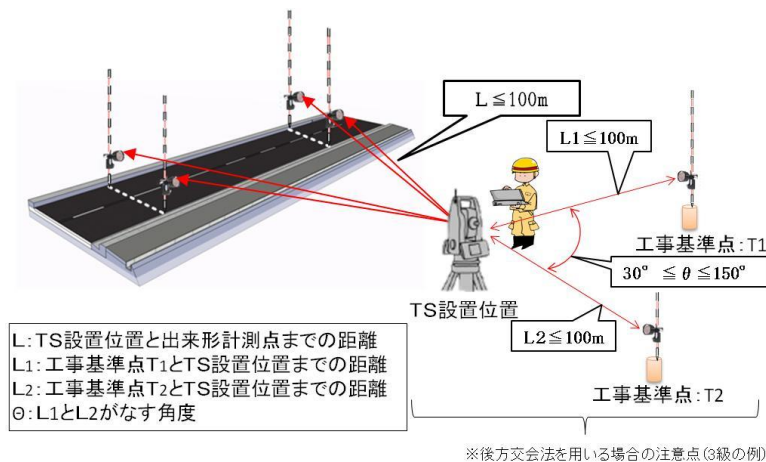 L≦100m
L1≦100m
工事基準点:T1
30° ≦θ≦150°
TS設置位置
L2≦100m
工事基準点:T2
L:TS設置位置と出来形計測点までの距離
L1:工事基準点T1とTS設置位置までの距離
L2:工事基準点T2とTS設置位置までの距離
Θ:L1とL2がなす角度
※後方交会法を用いる場合の注意点(3級の例)